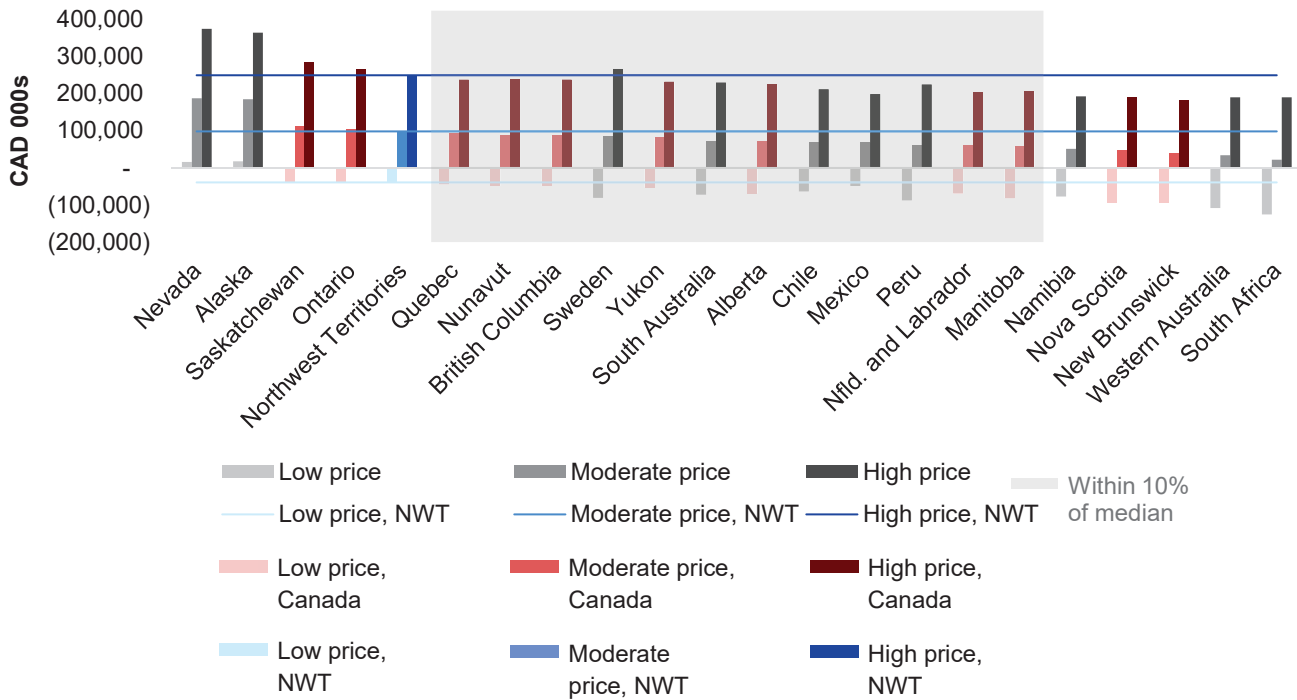 400,000
300,000
200,000
100,000
-
(100,000)
(200,000)
CAD 000s
Nevada
Alaska
Saskatchewan
Ontario
Northwest Territories
Quebec
Nunavut
British Columbia
Sweden
Yukon
South Australia
Alberta
Chile
Mexico
Peru
Nfld. and Labrador
Manitoba
Namibia
Nova Scotia
New Brunswick
Western Australia
South Africa
Low price
Moderate price
High price
Within 10%
of median
Low price, NWT
Moderate price, NWT
High price, NWT
Low price,
Canada
Moderate price,
Canada
High price,
Canada
Low price,
NWT
Moderate
price, NWT
High price,
NWT